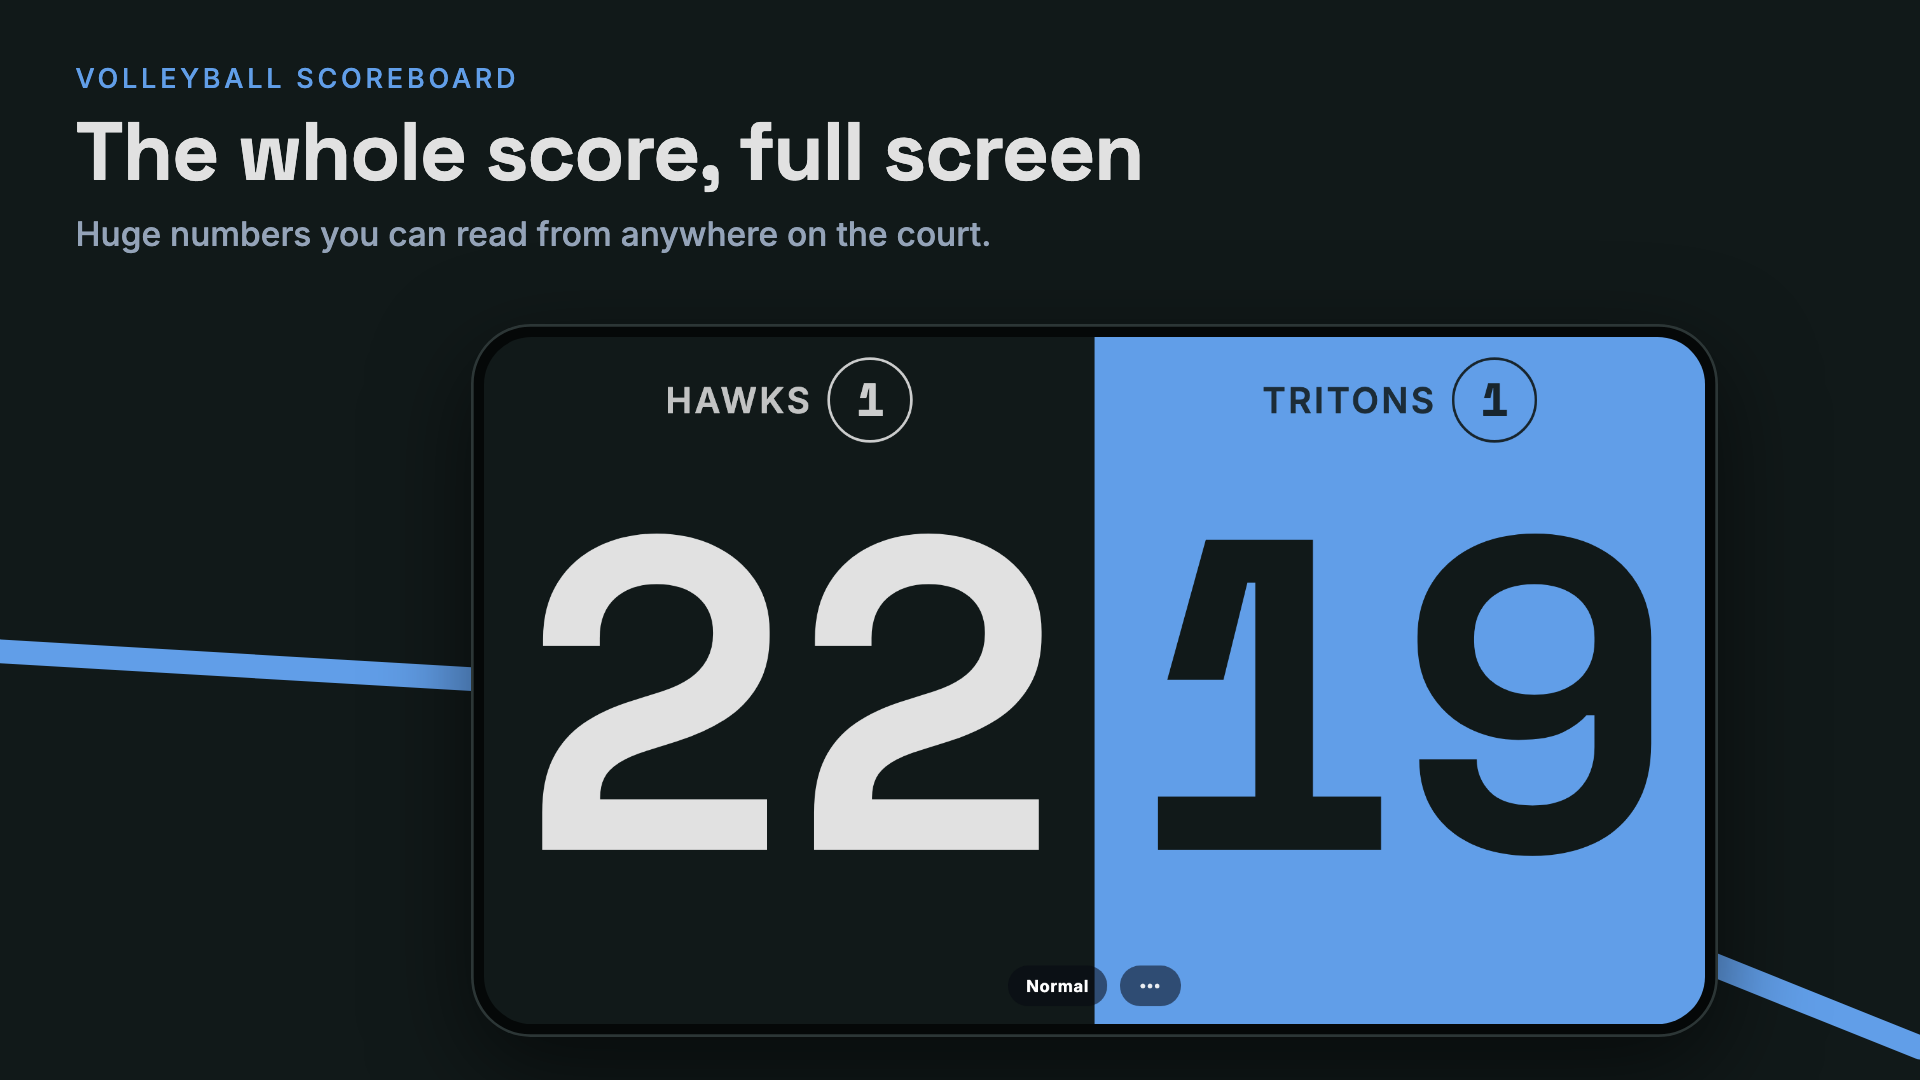 VOLLEYBALL SCOREBOARD
The whole score, full screen
Huge numbers you can read from anywhere on the court.
HAWKS 1
TRITONS 1
22
19
Normal
•••